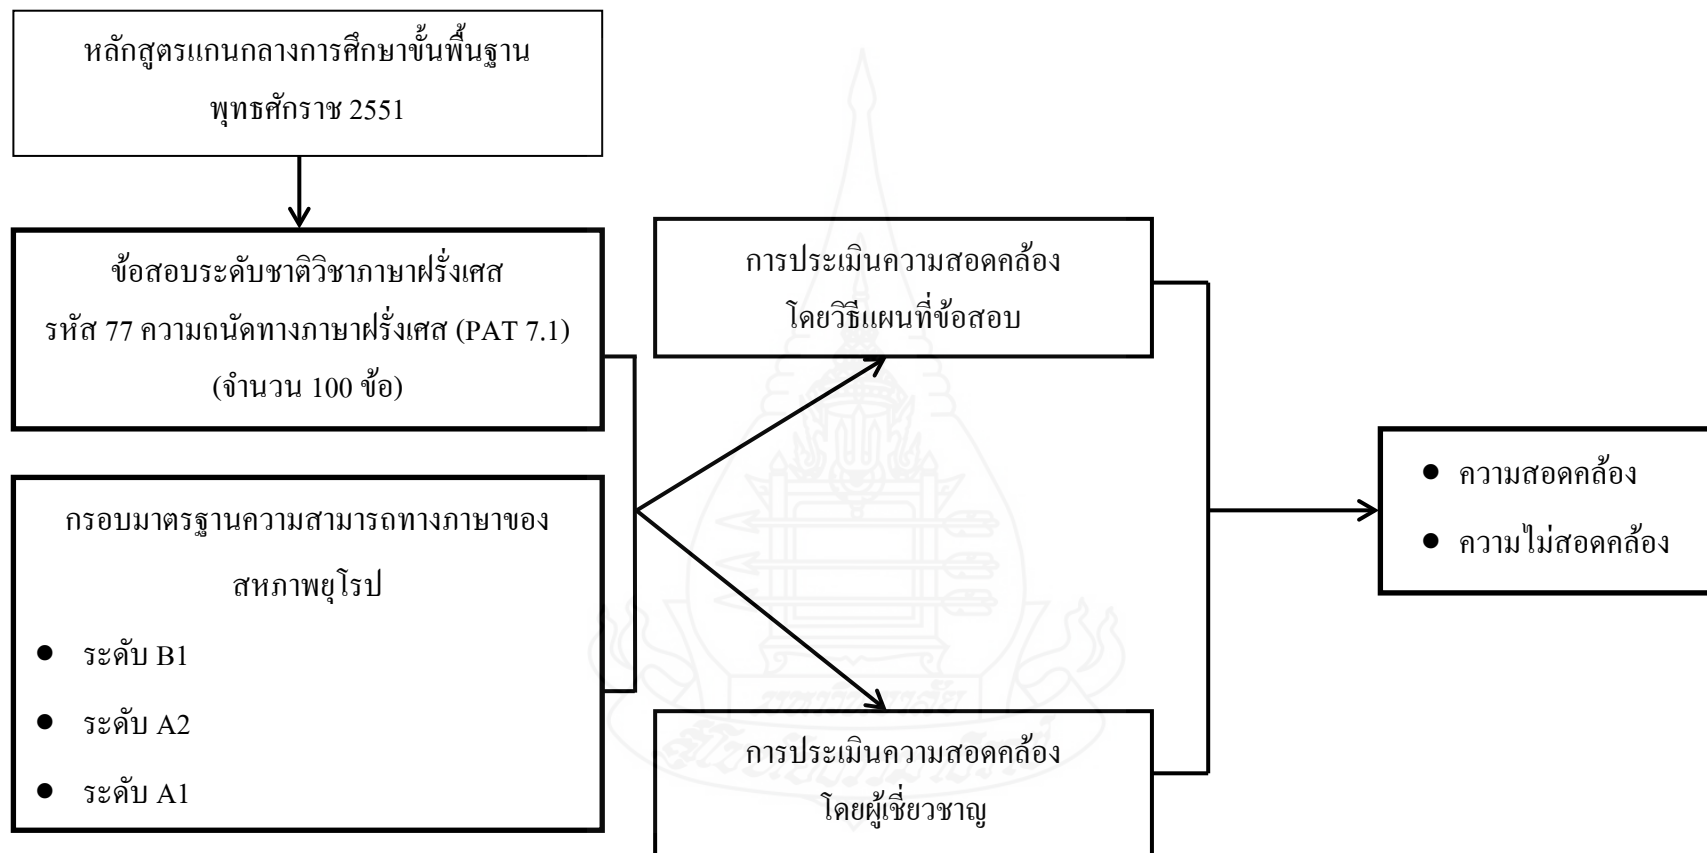 หลักสูตรแกนกลางการศึกษาขั้นพื้นฐาน
พุทธศักราช 2551
ข้อสอบระดับชาติวิชาภาษาฝรั่งเศส
รหัส 77 ความถนัดทางภาษาฝรั่งเศส (PAT 7.1)
(จำนวน 100 ข้อ)
กรอบมาตรฐานความสามารถทางภาษาของ
สหภาพยุโรป
● ระดับ B1
● ระดับ A2
● ระดับ A1
การประเมินความสอดคล้อง
โดยวิธีแผนที่ข้อสอบ
การประเมินความสอดคล้อง
โดยผู้เชี่ยวชาญ
● ความสอดคล้อง
● ความไม่สอดคล้อง